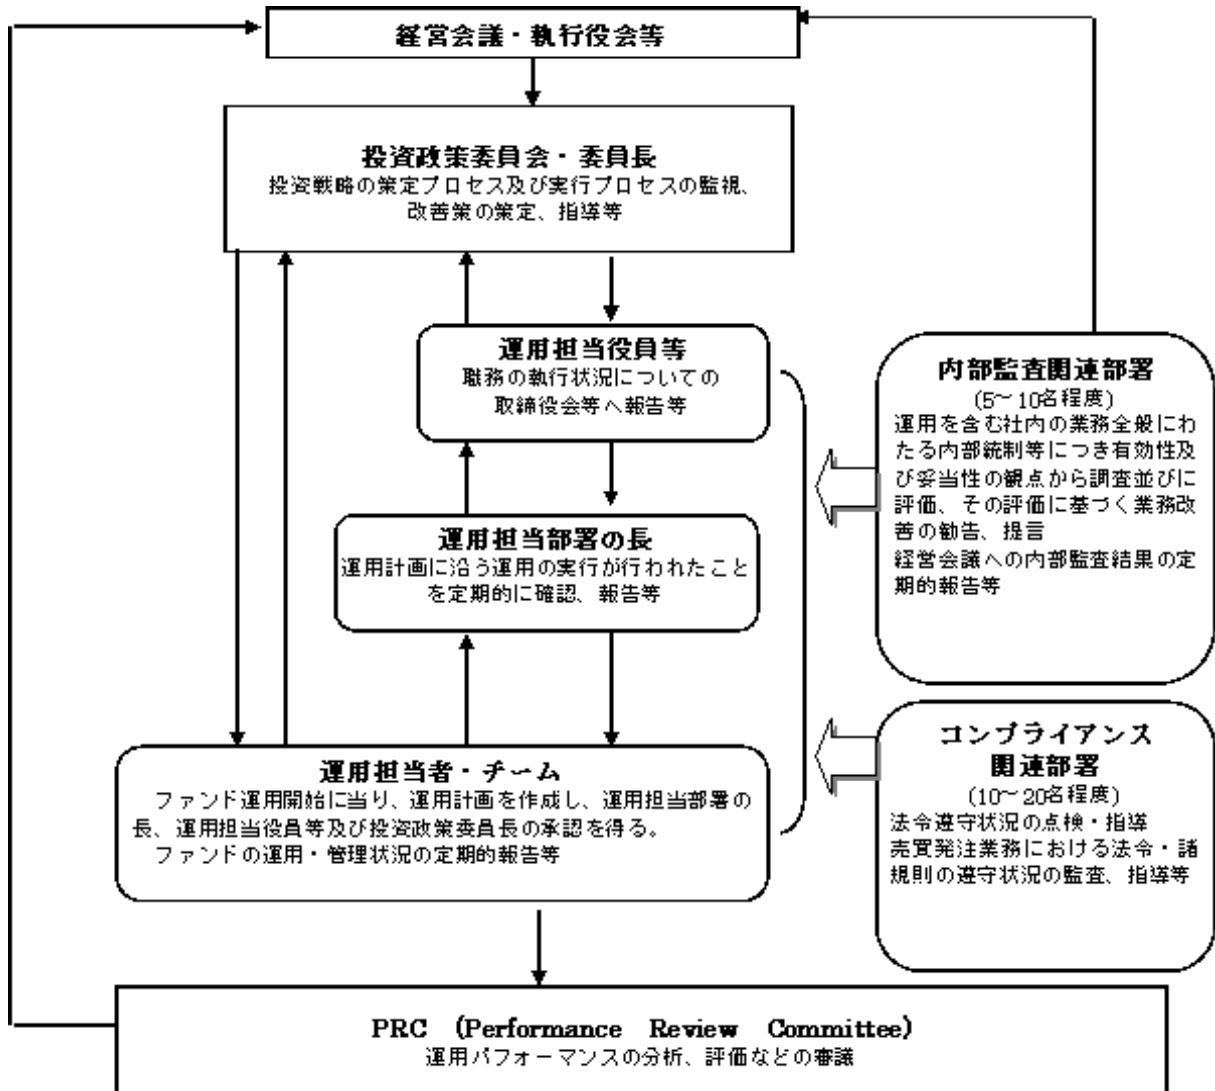 経営会議・執行役会等
投資政策委員会・委員長
投資戦略の策定プロセス及び実行プロセスの監視、
改善策の策定、指導等
運用担当役員等
職務の執行状況についての
取締役会等へ報告等
運用担当部署の長
運用計画に沿う運用の実行が行われたこと
を定期的に確認、報告等
運用担当者・チーム
ファンド運用開始に当り、運用計画を作成し、運用担当部署の
長、運用担当役員等及び投資政策委員長の承認を得る。
ファンドの運用・管理状況の定期的報告等
内部監査関連部署
(5~10名程度)
運用を含む社内の業務全般にわ
たる内部統制等につき有効性及
び妥当性の観点から調査並びに
評価、その評価に基づく業務改
善の勧告、提言
経営会議への内部監査結果の定
期的報告等
コンプライアンス
関連部署
(10~20名程度)
法令遵守状況の点検・指導
売買発注業務における法令・諸
規則の遵守状況の監査、指導等
PRC (Performance Review Committee)
運用パフォーマンスの分析、評価などの審議